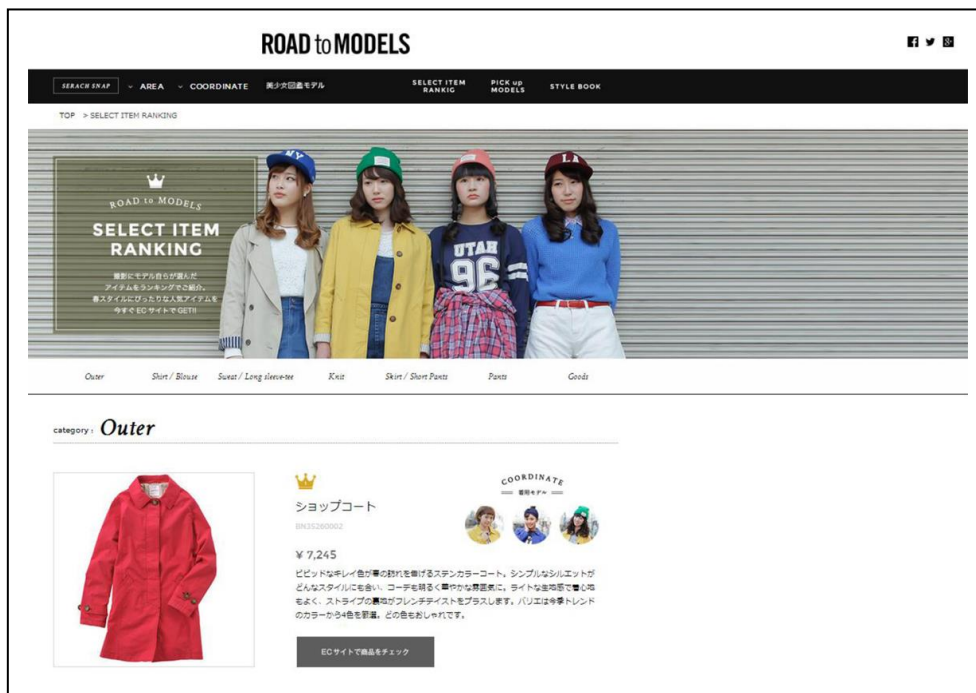 ROAD to MODELS
SERACH SNAP AREA COORDINATE 美少女図鑑モデル SELECT ITEM RANKIG PICK up MODELS STYLE BOOK
TOP > SELECT ITEM RANKING
NY
LA
ROAD to MODELS
SELECT ITEM
RANKING
UTAH
96
撮影にモデル自らが選んだ
アイテムをランキングでご紹介。
春スタイルにぴったりな人気アイテムを
今すぐECサイトでGET!!
Outer Shirt / Blouse Sweat / Long sleeve-tee Knit Skirt / Short Pants Pants Goods
category : Outer
COORDINATE
着用モデル
ショップコート
BN35260002
¥ 7,245
ビビッドなキレイ色が春の訪れを告げるステンカラーコート。シンプルなシルエットが
どんなスタイルにも合い、コーデも明るく華やかな雰囲気に。ライトな生地感で着心地
もよく、ストライプの裏地がフレンチテイストをプラスします。バリエは今季トレンド
のカラーから4色を厳選。どの色もおしゃれです。
ECサイトで商品をチェック